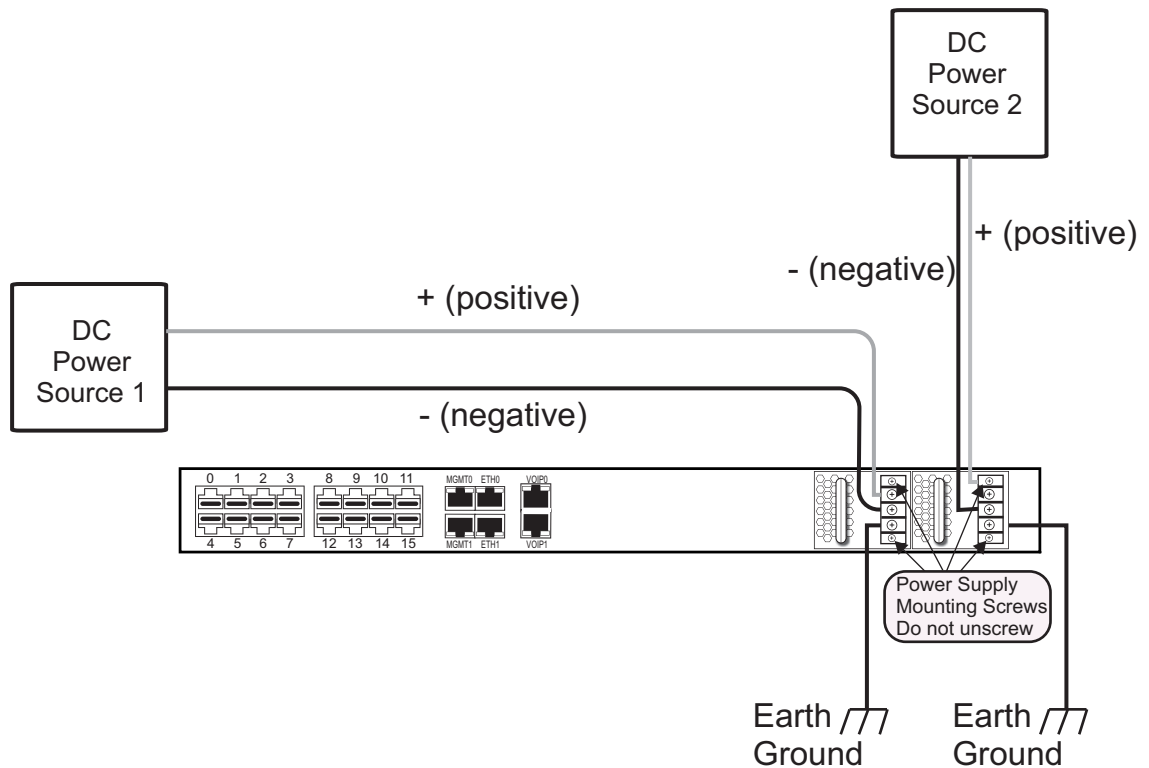 DC
Power
Source 2
+ (positive)
- (negative)
+ (positive)
DC
Power
Source 1
- (negative)
0 1 2 3 8 9 10 11 MGMT0 ETH0 VOIP0
4 5 6 7 12 13 14 15 MGMT1 ETH1 VOIP1
Power Supply
Mounting Screws
Do not unscrew
Earth
Ground
Earth
Ground